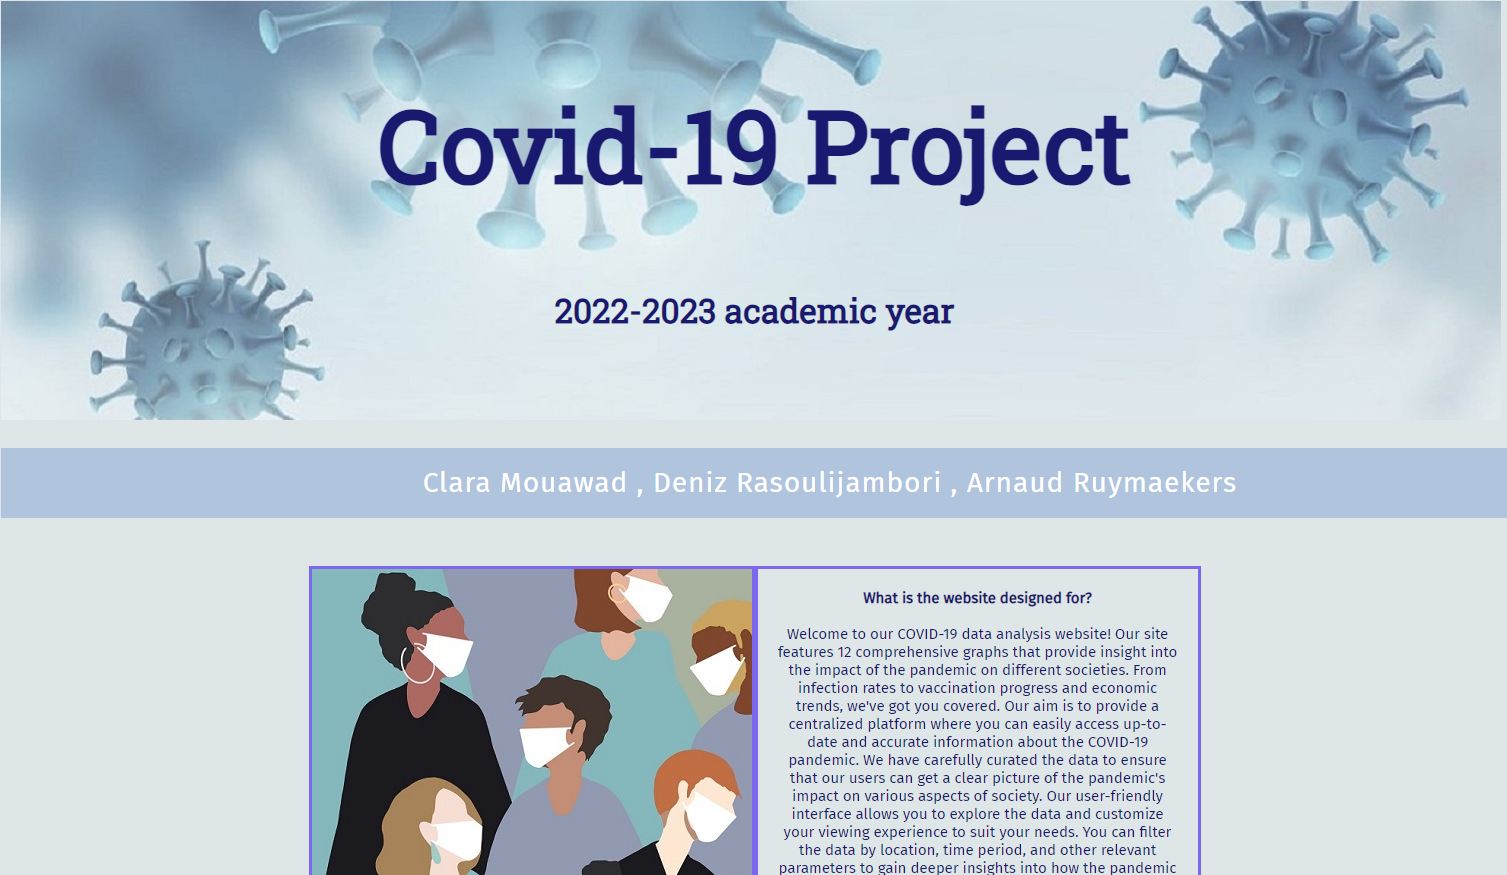 Covid-19 Project
2022-2023 academic year
Clara Mouawad , Deniz Rasoulijambori , Arnaud Ruymaekers
What is the website designed for?
Welcome to our COVID-19 data analysis website! Our site
features 12 comprehensive graphs that provide insight into
the impact of the pandemic on different societies. From
infection rates to vaccination progress and economic
trends, we've got you covered. Our aim is to provide a
centralized platform where you can easily access up-to-
date and accurate information about the COVID-19
pandemic. We have carefully curated the data to ensure
that our users can get a clear picture of the pandemic's
impact on various aspects of society. Our user-friendly
interface allows you to explore the data and customize
your viewing experience to suit your needs. You can filter
the data by location, time period, and other relevant
parameters to gain deeper insights into how the pandemic